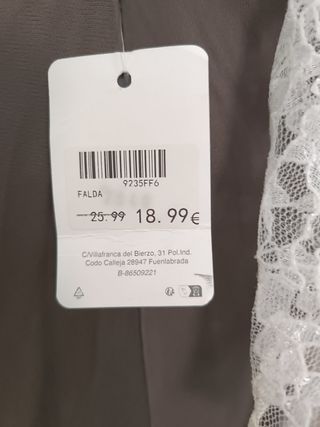 9235FF6
FALDA
25.99 18.99€
C/Villafranca del Bierzo, 31 Pol.Ind.
Codo Calleja 28947 Fuenlabrada
B-86509221